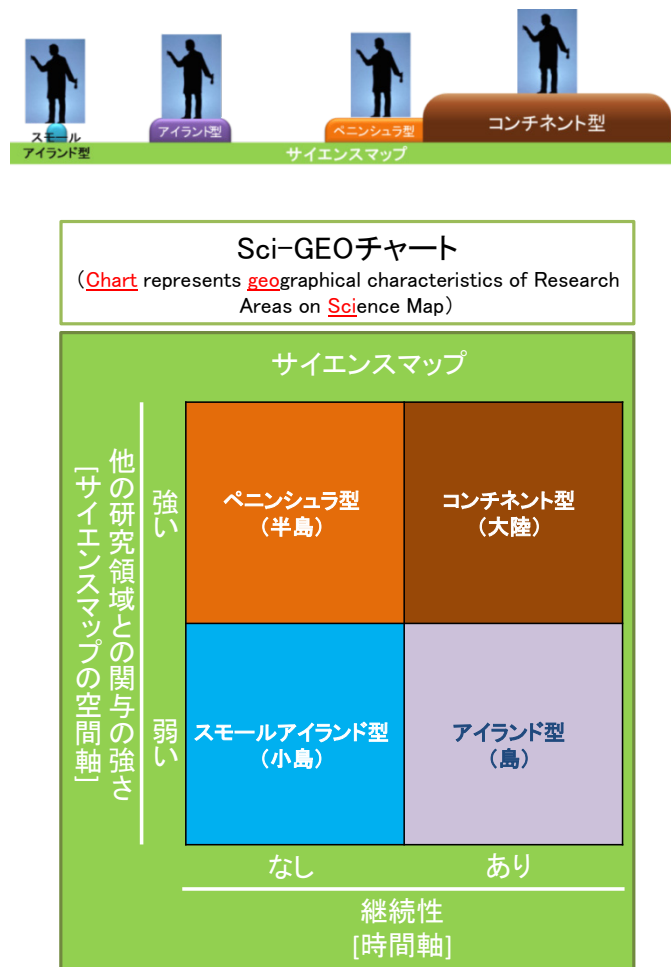 スモール
アイランド型
アイランド型
ペニンシュラ型
コンチネント型
サイエンスマップ
Sci-GEOチャート
（Chart represents geographical characteristics of Research
Areas on Science Map）
サイエンスマップ
他の研究領域との関与の強さ
[サイエンスマップの空間軸]
強い
ペニンシュラ型
（半島）
コンチネント型
（大陸）
弱い
スモールアイランド型
（小島）
アイランド型
（島）
なし
あり
継続性
[時間軸]